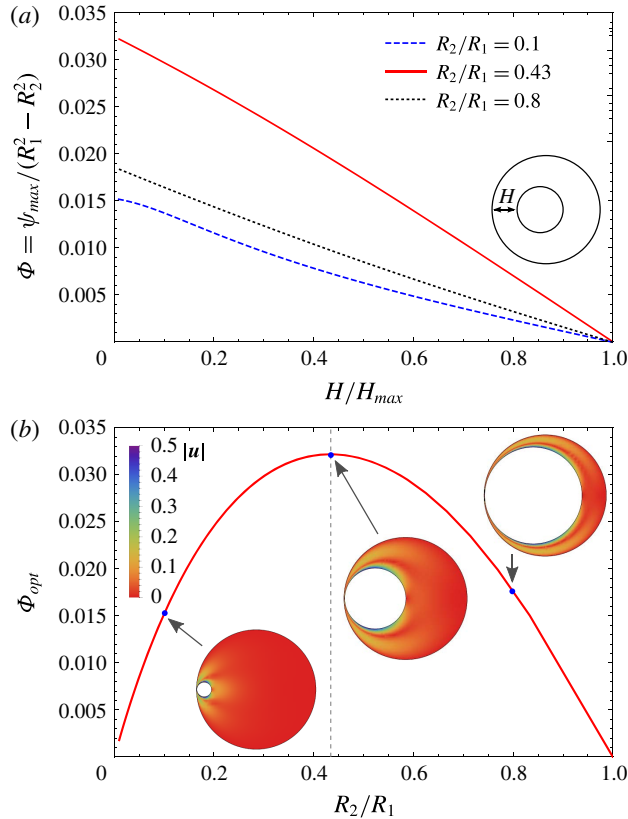 (a)
0.035
0.030
0.025
0.020
0.015
0.010
0.005
Φ = ψmax/(R₁² − R₂²)
R₂/R₁ = 0.1
R₂/R₁ = 0.43
R₂/R₁ = 0.8
H
0 0.2 0.4 0.6 0.8 1.0
H/Hmax
(b)
0.035
0.030
0.025
0.020
0.015
0.010
0.005
Φopt
0.5 |u|
0.4
0.3
0.2
0.1
0
0 0.2 0.4 0.6 0.8 1.0
R₂/R₁